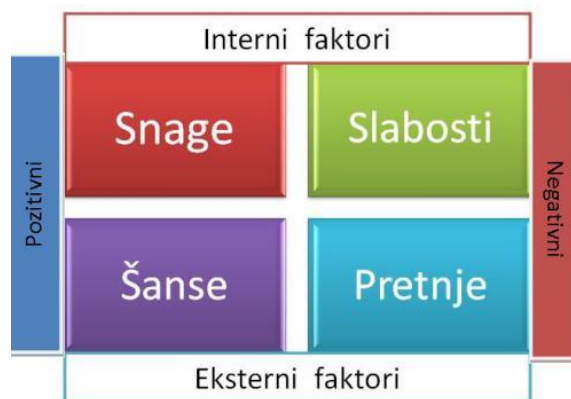 Interni faktori
Pozitivni
Snage
Slabosti
Negativni
Šanse
Pretnje
Eksterni faktori